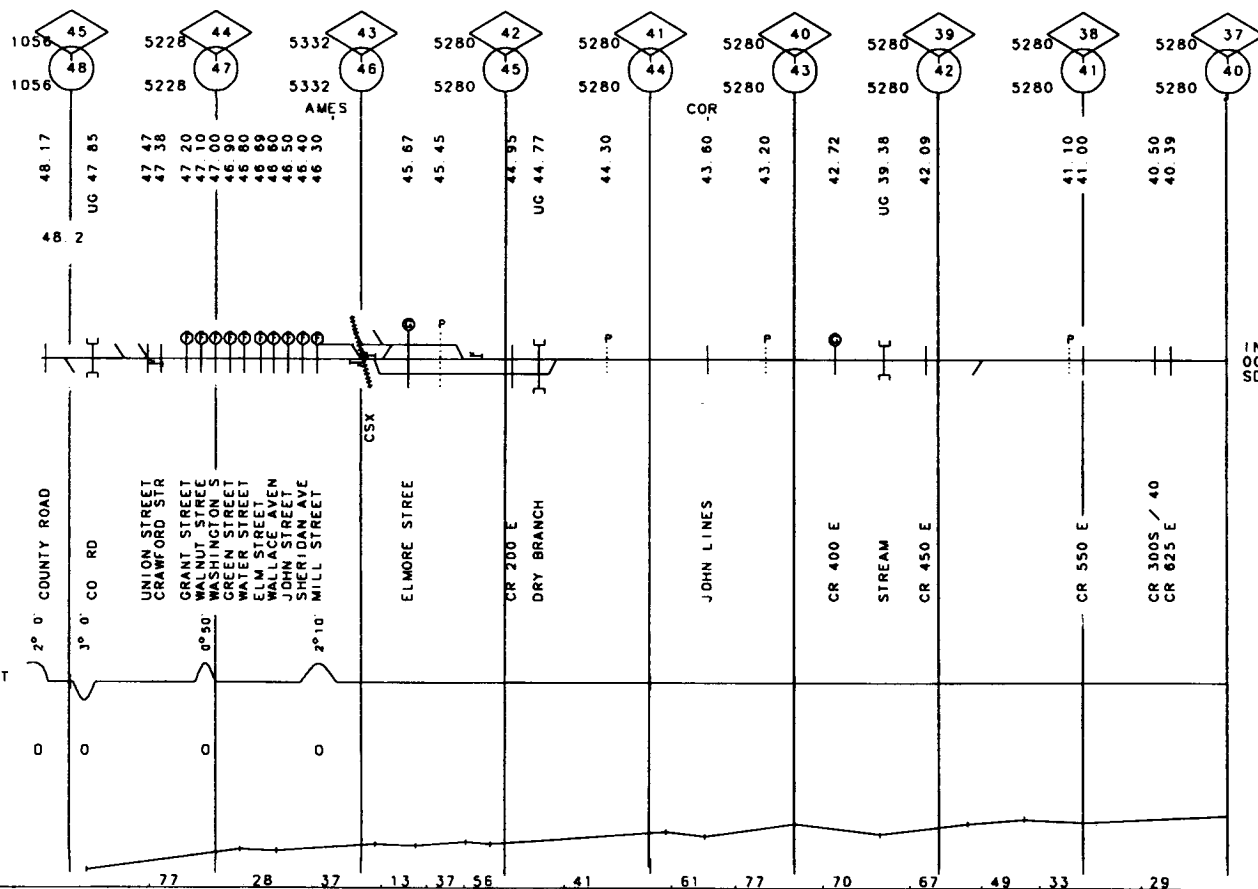 45 44 43 42 41 40 39 38 37
1056 5228 5332 5280 5280 5280 5280 5280 5280
48 47 46 45 44 43 42 41 40
1056 5228 5332 5280 5280 5280 5280 5280 5280
AMES COR
48.17
UG 47.85
47.47
47.38
47.20
47.10
47.00
46.90
46.80
46.69
46.60
46.50
46.40
46.30
45.67
45.45
44.95
UG 44.77
44.30
43.60
43.20
42.72
UG 39.38
42.09
41.10
41.00
40.50
40.39
48.2
F F F F F F F F F F G P P P G P
IN
CSX
COUNTY ROAD
CO RD
UNION STREET
CRAWFORD STR
GRANT STREET
WALNUT STREE
WASHINGTON S
GREEN STREET
WATER STREET
ELM STREET
WALLACE AVEN
JOHN STREET
SHERIDAN AVE
MILL STREET
ELMORE STREE
CR 200 E
DRY BRANCH
JOHN LINES
CR 400 E
STREAM
CR 450 E
CR 550 E
CR 300S / 40
CR 625 E
2° 0'
3° 0'
0° 50'
2° 10'
T
0 0 0 0
77 28 37 13 37 56 41 61 77 70 67 49 33 29